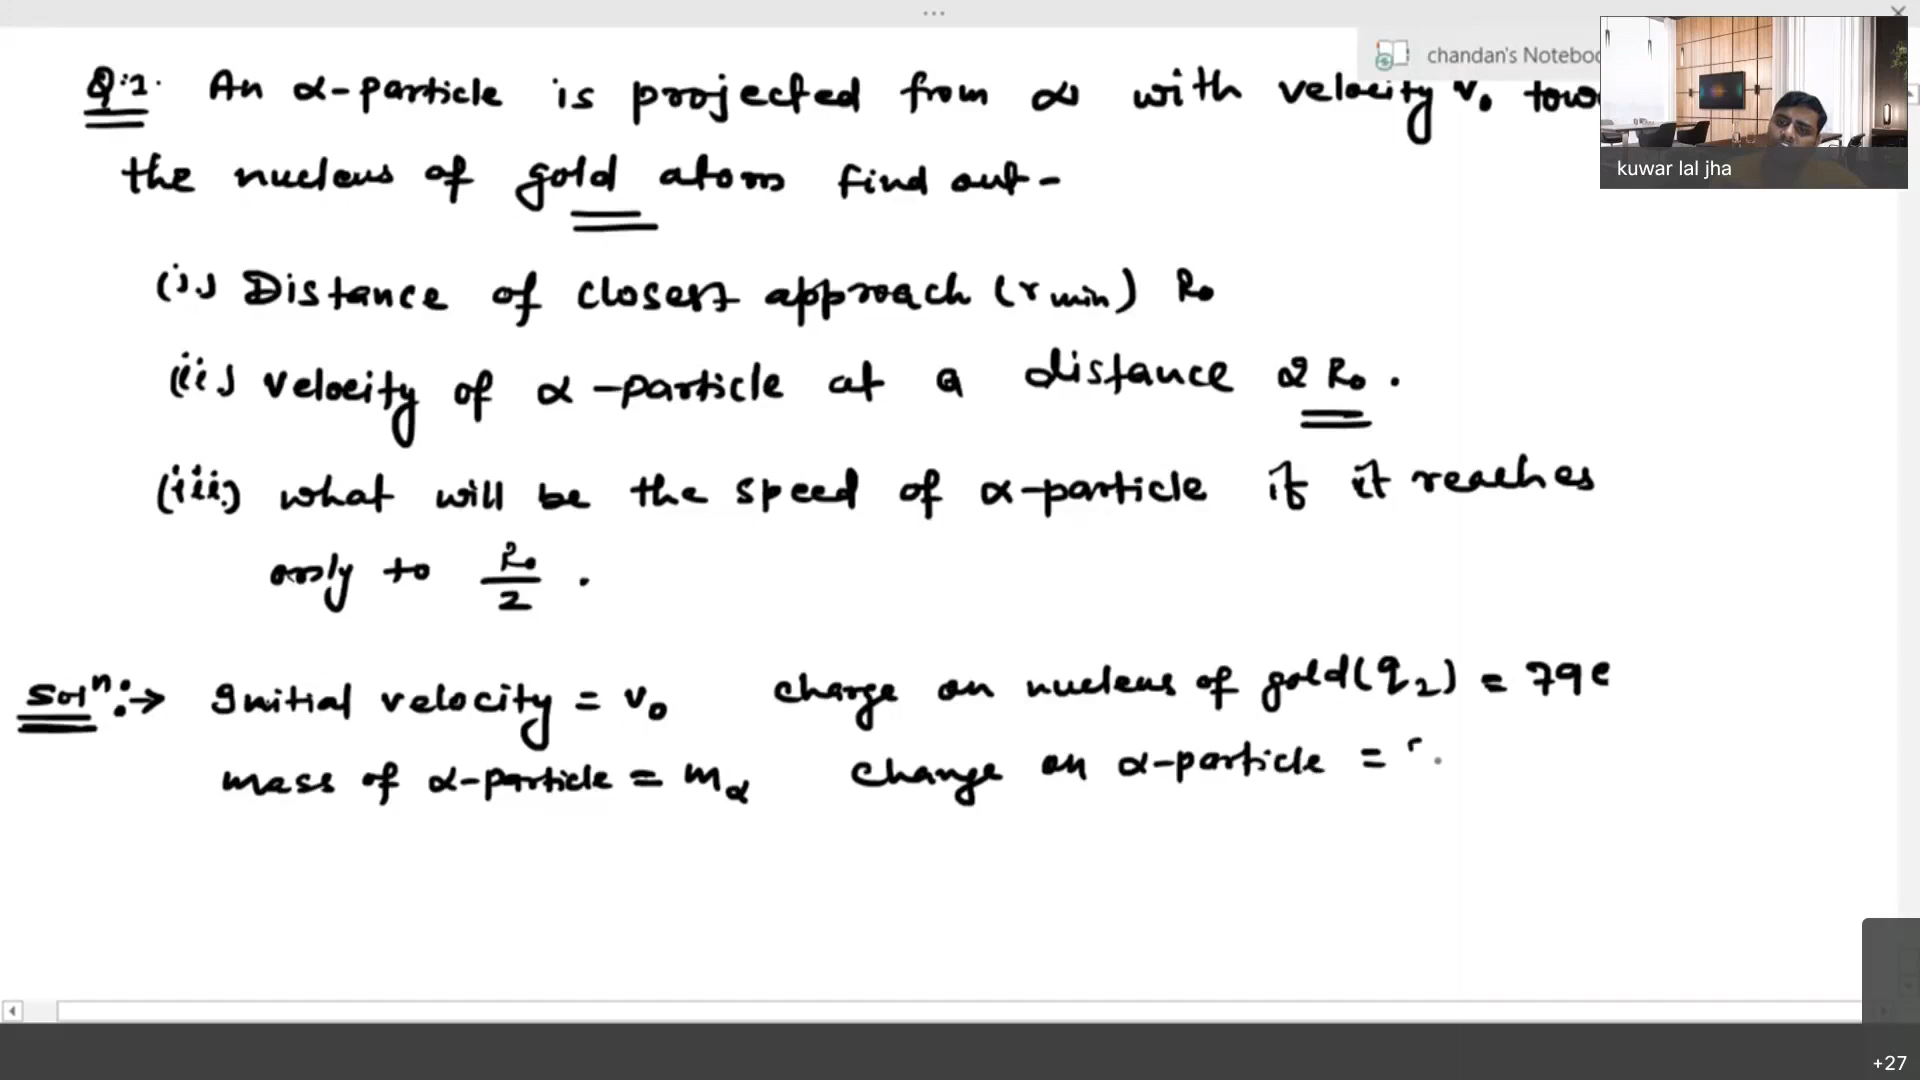 chandan's Notebo
Q:1. An α-particle is projected from ∞ with velocity v₀ tow
the nucleus of gold atom find out-
(i) Distance of closest approach (r min) R₀
(ii) velocity of α-particle at a distance 2R₀.
(iii) what will be the speed of α-particle if it reaches
only to R₀/2.
Solⁿ:→ Initial velocity = v₀ charge on nucleus of gold(q₂) = 79e
mass of α-particle = mα charge on α-particle =
kuwar lal jha
+27